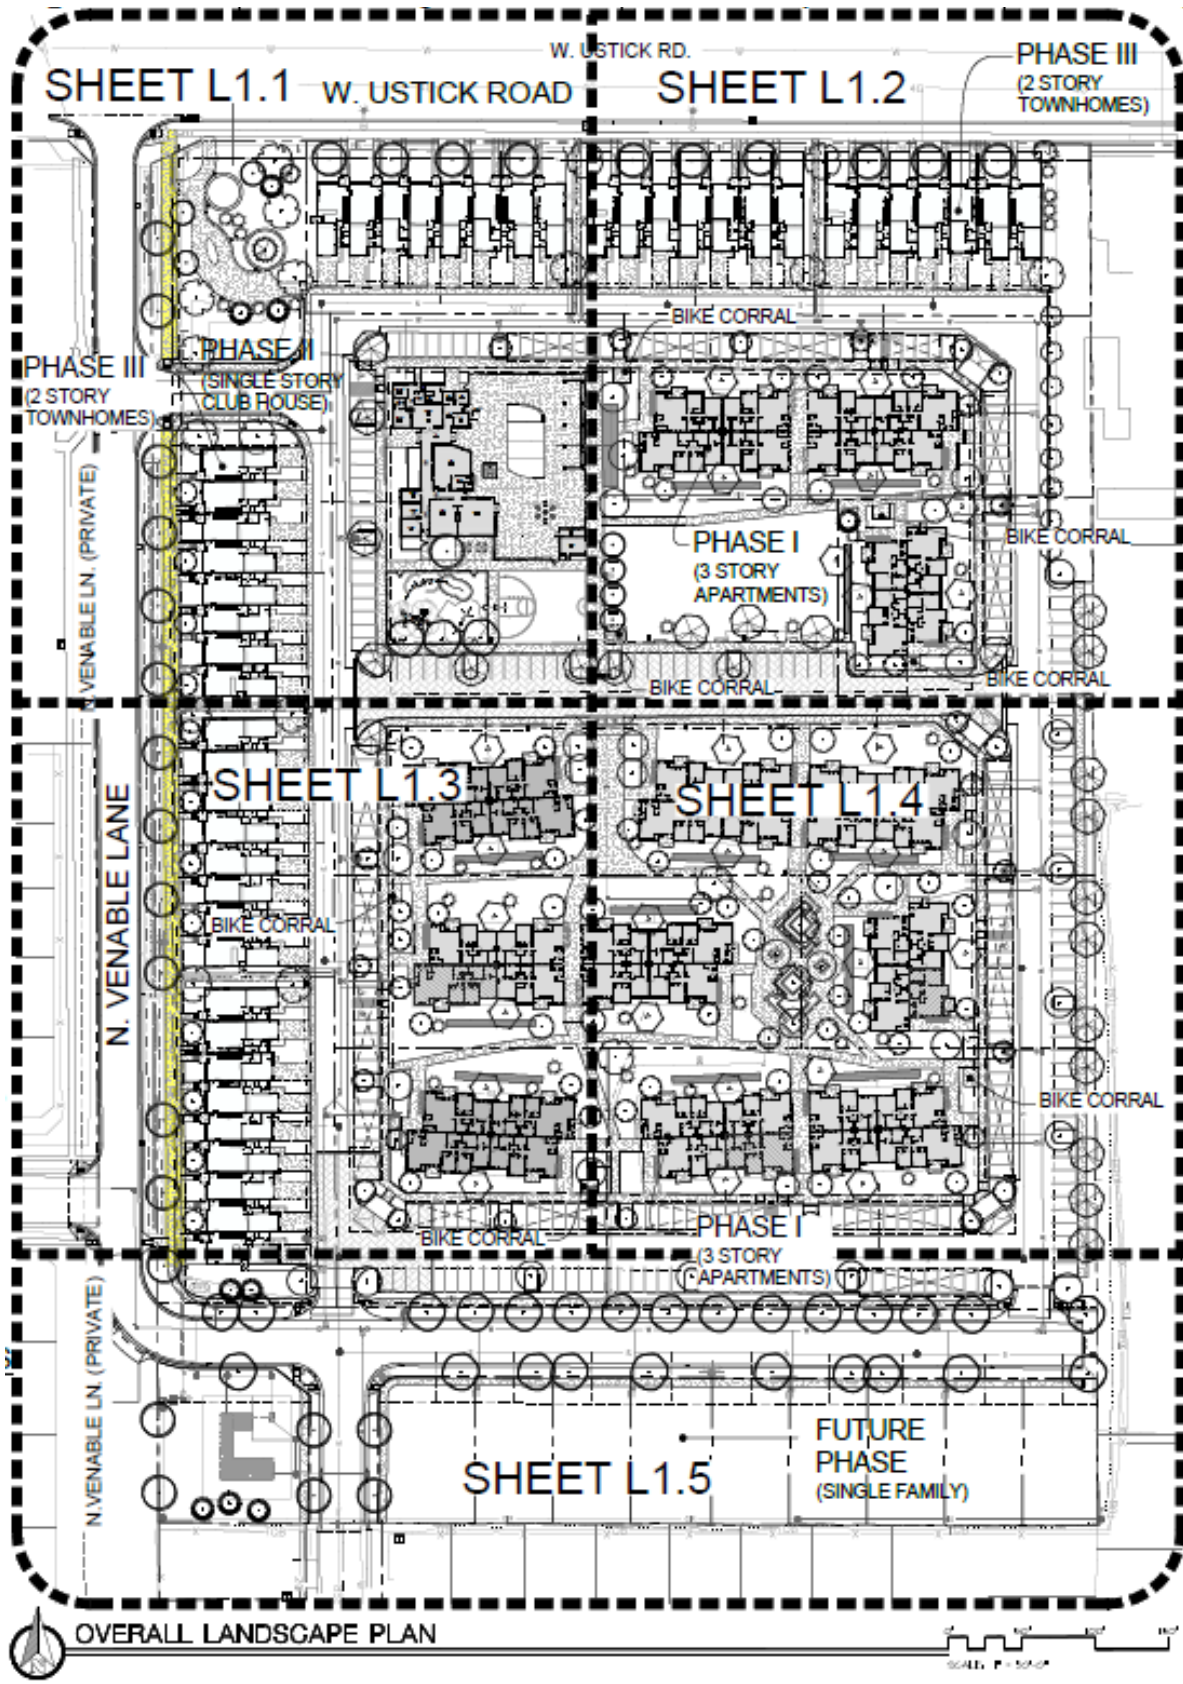 W. USTICK RD.
SHEET L1.1
W. USTICK ROAD
SHEET L1.2
PHASE III
(2 STORY
TOWNHOMES)
BIKE CORRAL
PHASE III
(2 STORY
TOWNHOMES)
PHASE II
(SINGLE STORY
CLUB HOUSE)
N. VENABLE LN. (PRIVATE)
PHASE I
(3 STORY
APARTMENTS)
BIKE CORRAL
BIKE CORRAL
BIKE CORRAL
SHEET L1.3
SHEET L1.4
N. VENABLE LANE
BIKE CORRAL
BIKE CORRAL
BIKE CORRAL
PHASE I
(3 STORY
APARTMENTS)
N.VENABLE LN. (PRIVATE)
FUTURE
PHASE
(SINGLE FAMILY)
SHEET L1.5
OVERALL LANDSCAPE PLAN